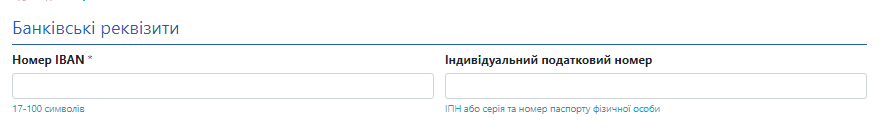 Банківські реквізити
Номер IBAN *
Індивідуальний податковий номер
17-100 символів
ІПН або серія та номер паспорту фізичної особи